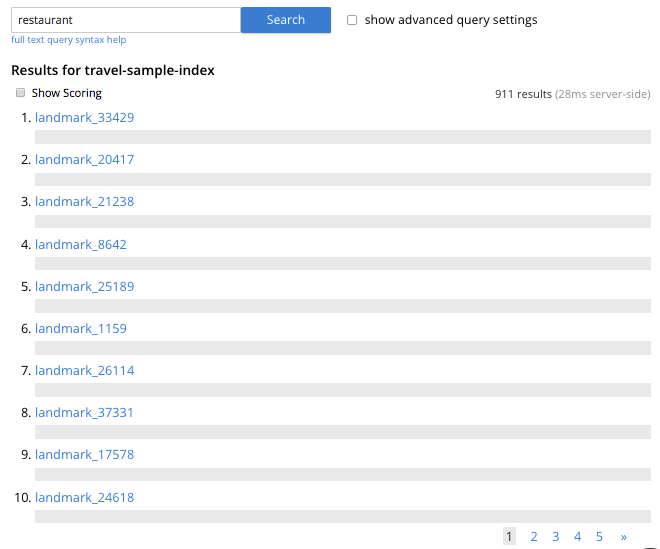 restaurant Search show advanced query settings
full text query syntax help
Results for travel-sample-index
Show Scoring 911 results (28ms server-side)
1. landmark_33429
2. landmark_20417
3. landmark_21238
4. landmark_8642
5. landmark_25189
6. landmark_1159
7. landmark_26114
8. landmark_37331
9. landmark_17578
10. landmark_24618
1 2 3 4 5 »